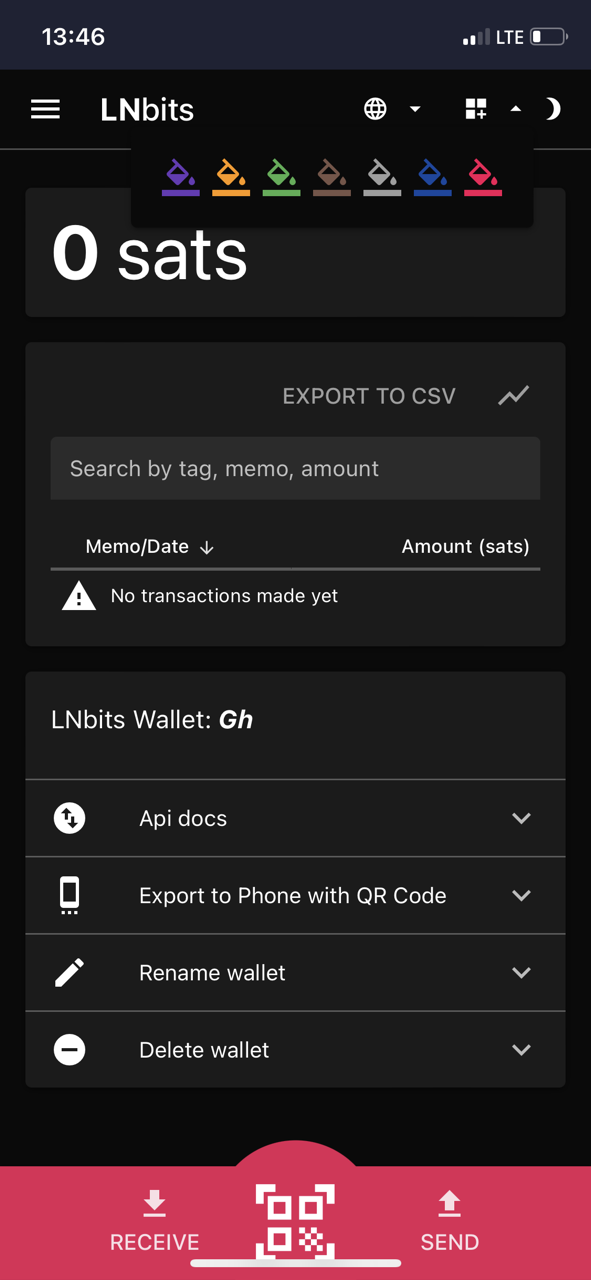 13:46
LTE
LNbits
0 sats
EXPORT TO CSV
Search by tag, memo, amount
Memo/Date Amount (sats)
No transactions made yet
LNbits Wallet: Gh
Api docs
Export to Phone with QR Code
Rename wallet
Delete wallet
RECEIVE SEND